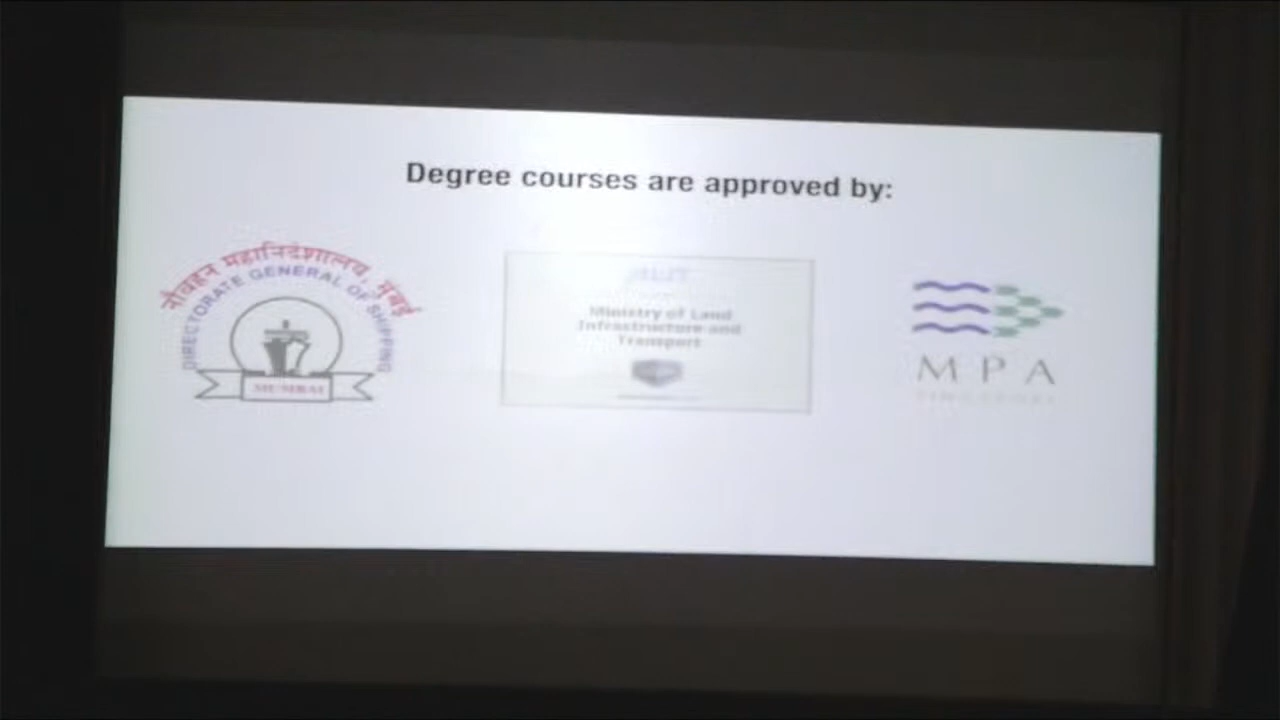 Degree courses are approved by:
नौवहन महानिदेशालय, मुंबई
DIRECTORATE GENERAL OF SHIPPING
MUMBAI
Ministry of Land
Infrastructure and
Transport
MPA
SINGAPORE